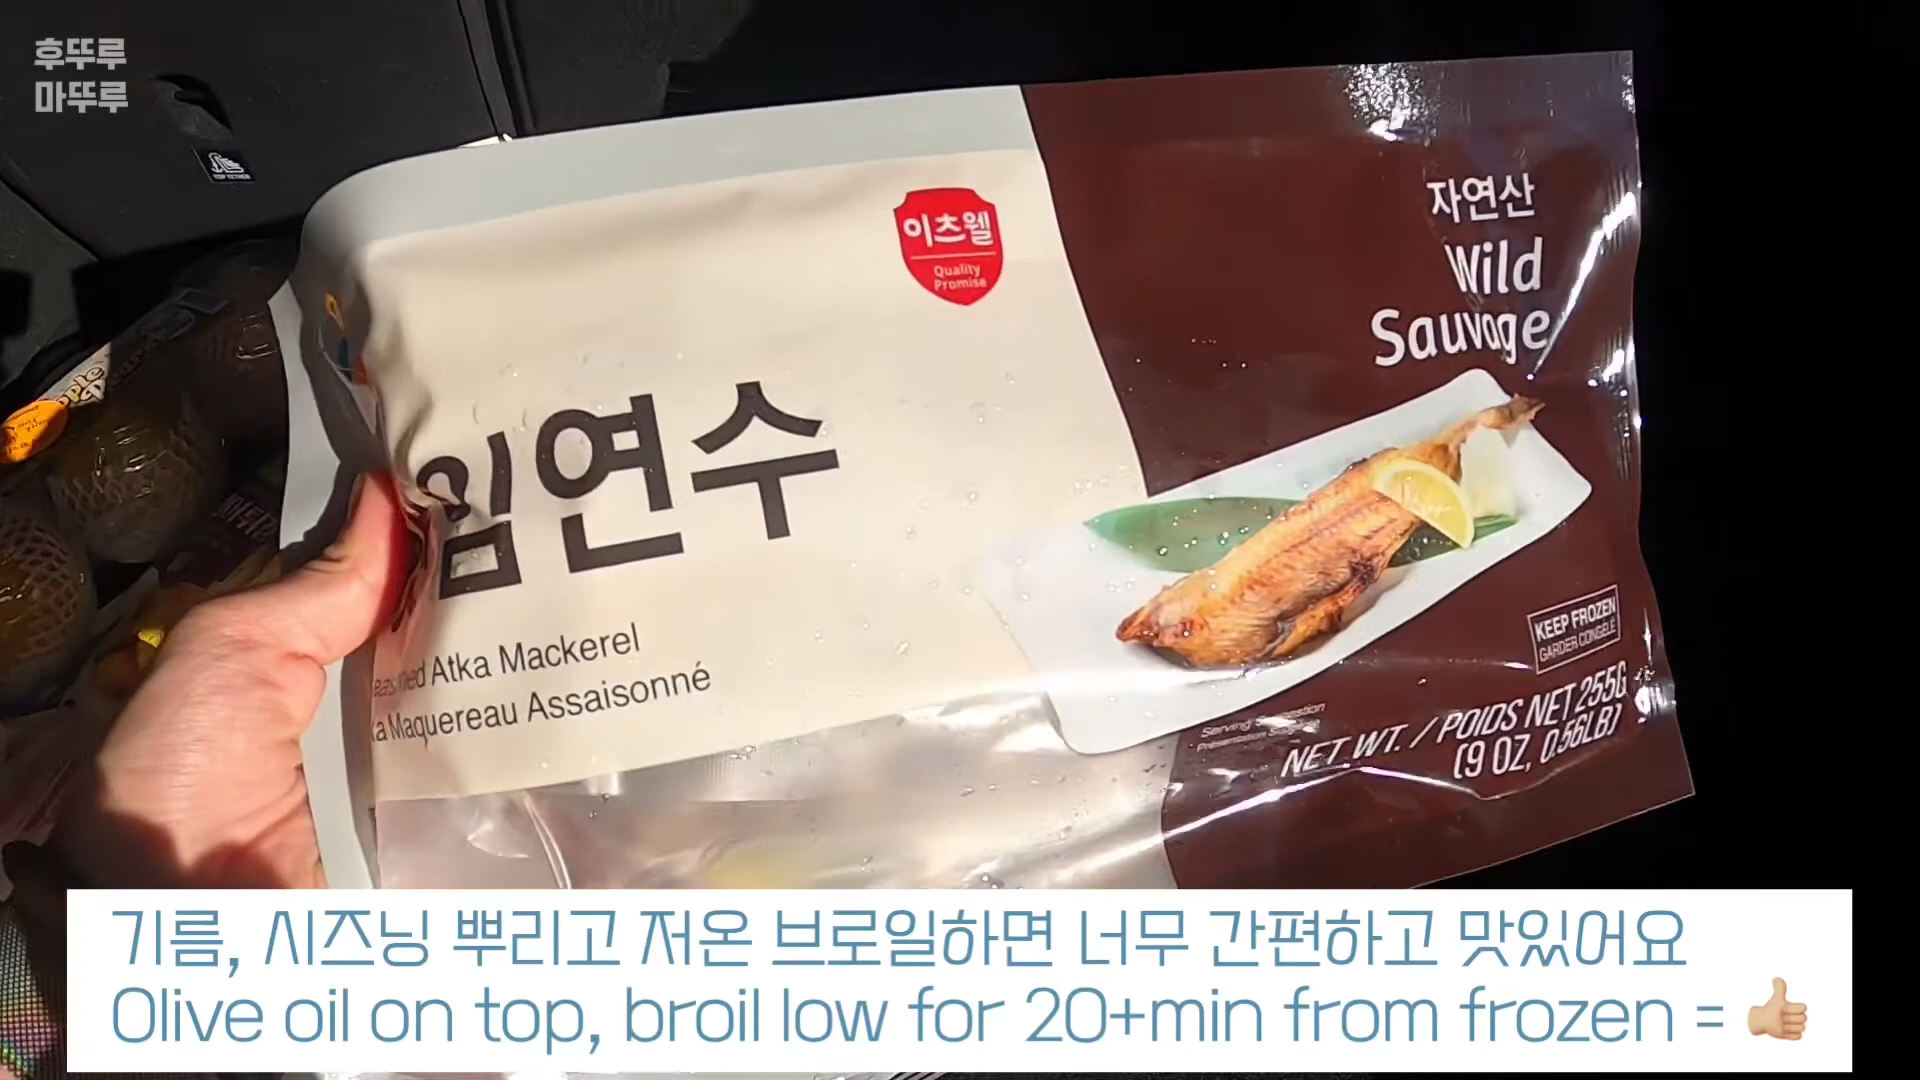 후뚜루
마뚜루
이츠웰
Quality
Promise
자연산
Wild
Sauvage
임연수
Atka Mackerel
Maquereau Assaisonné
KEEP FROZEN
GARDER CONGELÉ
Serving Suggestion
NET WT. / POIDS NET 255G
(9 OZ, 0.56LB)
기름, 시즈닝 뿌리고 저온 브로일하면 너무 간편하고 맛있어요
Olive oil on top, broil low for 20+min from frozen = 👍🏼